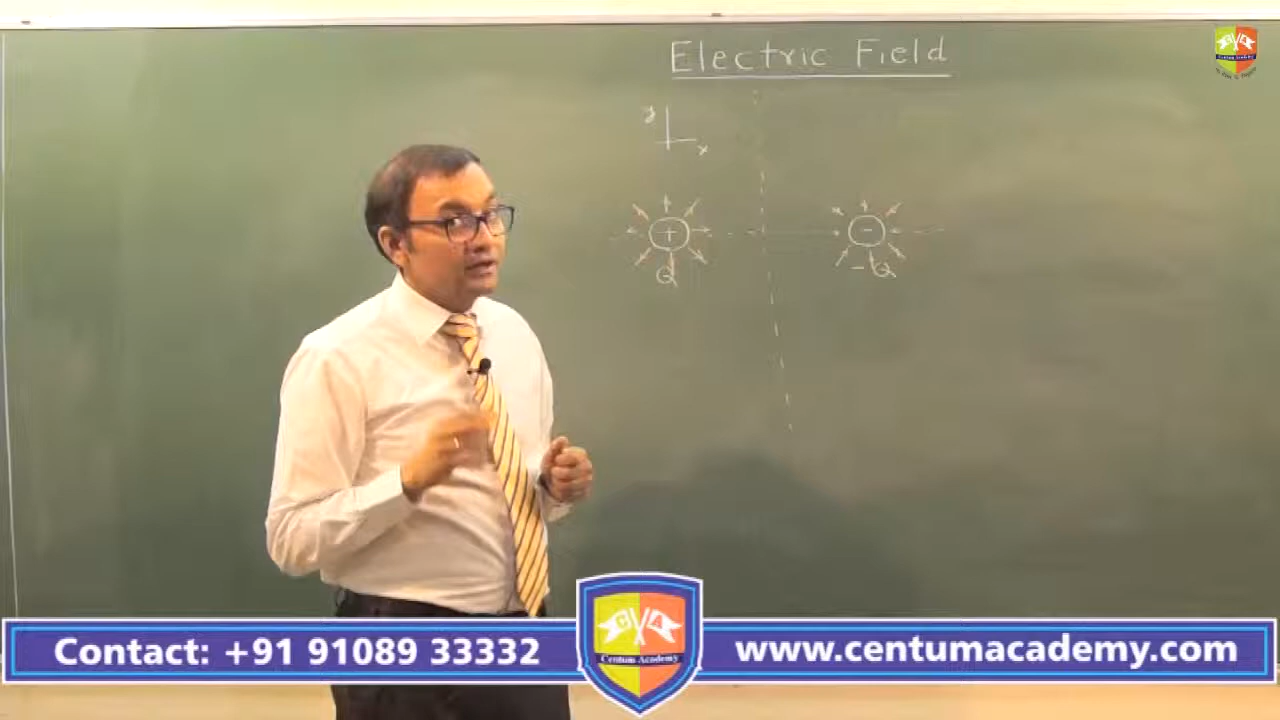 Electric Field
y
x
+
-
Q
-Q
Contact: +91 91089 33332
C A
Centum Academy
www.centumacademy.com